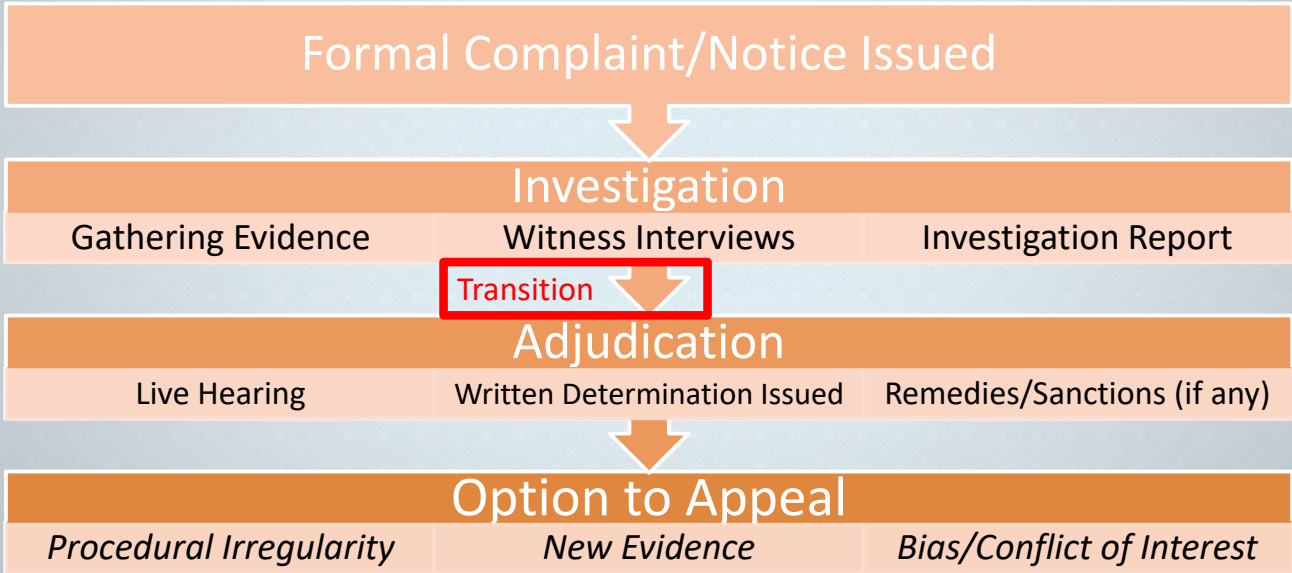 Formal Complaint/Notice Issued
Investigation
Gathering Evidence
Witness Interviews
Investigation Report
Transition
Adjudication
Live Hearing
Written Determination Issued
Remedies/Sanctions (if any)
Option to Appeal
Procedural Irregularity
New Evidence
Bias/Conflict of Interest